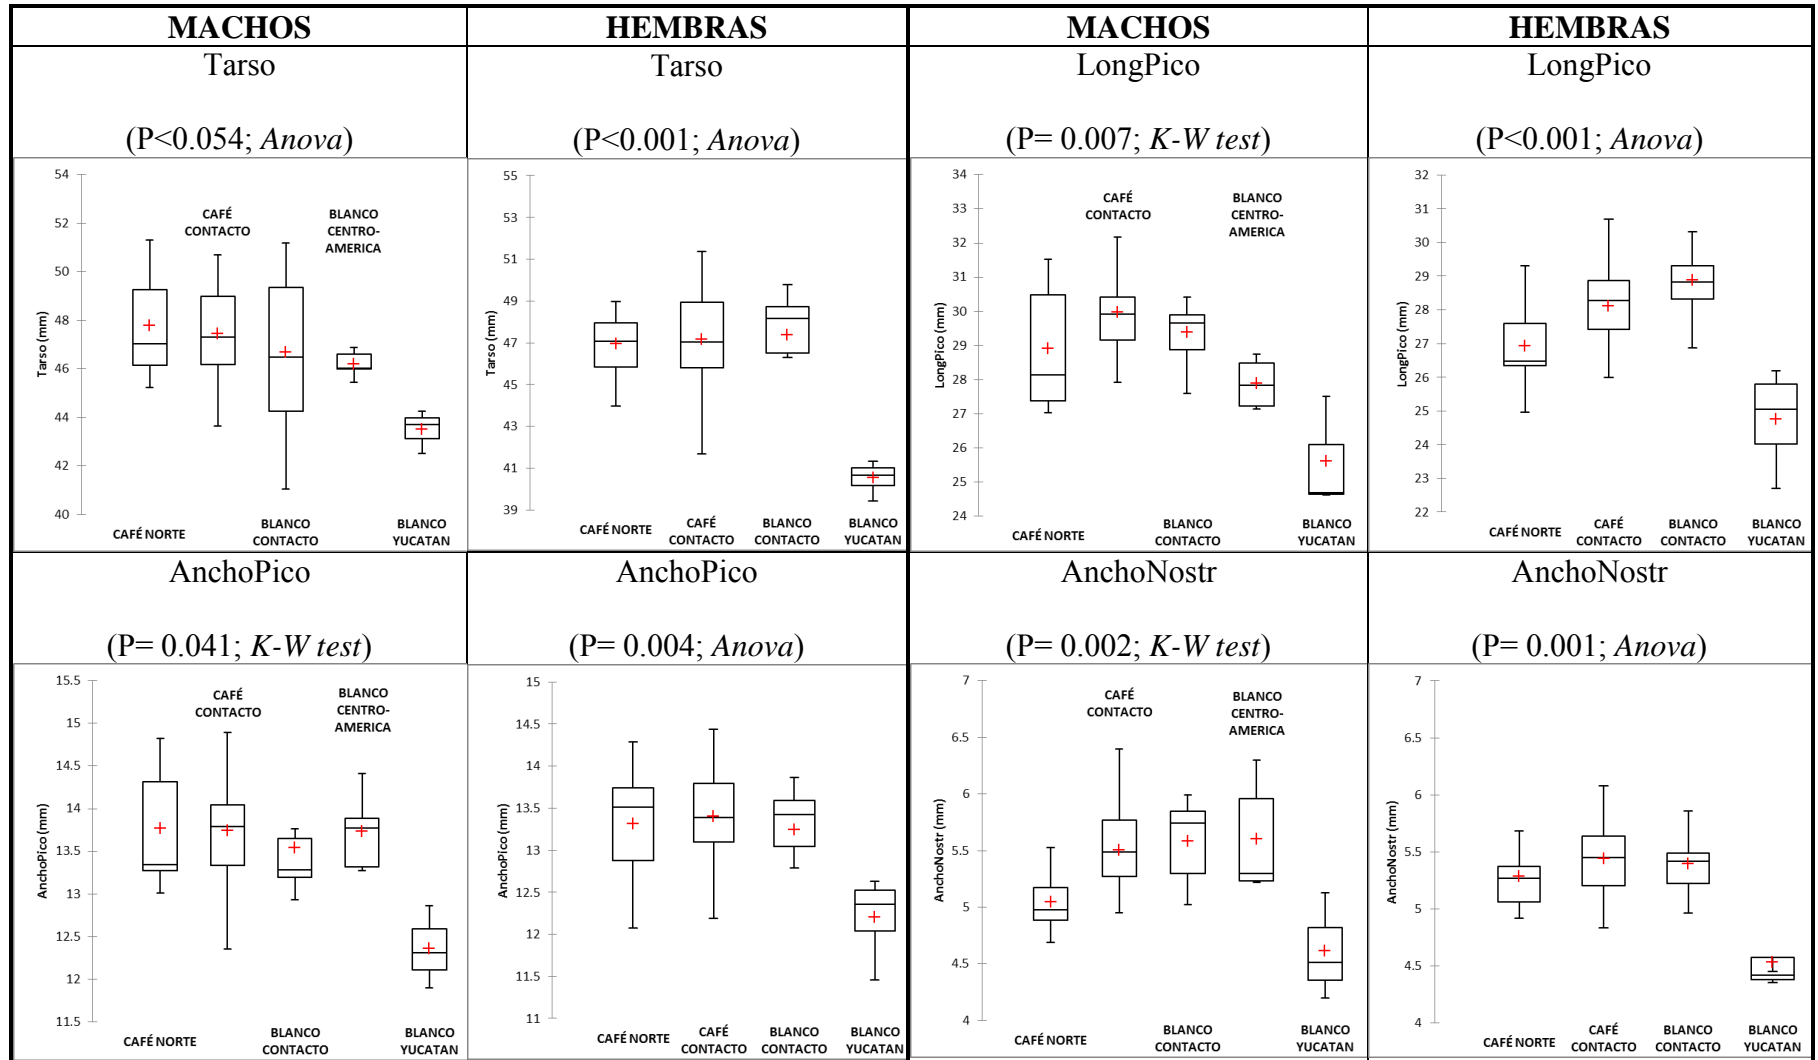 MACHOS
HEMBRAS
MACHOS
HEMBRAS
Tarso
(P<0.054; Anova)
Tarso
(P<0.001; Anova)
LongPico
(P= 0.007; K-W test)
LongPico
(P<0.001; Anova)
54
52
50
48
46
44
42
40
Tarso (mm)
CAFÉ
CONTACTO
BLANCO
CENTRO-
AMERICA
CAFÉ NORTE
BLANCO
CONTACTO
BLANCO
YUCATAN
55
53
51
49
47
45
43
41
39
Tarso (mm)
CAFÉ NORTE
CAFÉ
CONTACTO
BLANCO
CONTACTO
BLANCO
YUCATAN
34
33
32
31
30
29
28
27
26
25
24
LongPico (mm)
CAFÉ
CONTACTO
BLANCO
CENTRO-
AMERICA
CAFÉ NORTE
BLANCO
CONTACTO
BLANCO
YUCATAN
32
31
30
29
28
27
26
25
24
23
22
LongPico (mm)
CAFÉ NORTE
CAFÉ
CONTACTO
BLANCO
CONTACTO
BLANCO
YUCATAN
AnchoPico
(P= 0.041; K-W test)
AnchoPico
(P= 0.004; Anova)
AnchoNostr
(P= 0.002; K-W test)
AnchoNostr
(P= 0.001; Anova)
15.5
15
14.5
14
13.5
13
12.5
12
11.5
AnchoPico (mm)
CAFÉ
CONTACTO
BLANCO
CENTRO-
AMERICA
CAFÉ NORTE
BLANCO
CONTACTO
BLANCO
YUCATAN
15
14.5
14
13.5
13
12.5
12
11.5
11
AnchoPico (mm)
CAFÉ NORTE
CAFÉ
CONTACTO
BLANCO
CONTACTO
BLANCO
YUCATAN
7
6.5
6
5.5
5
4.5
4
AnchoNostr (mm)
CAFÉ
CONTACTO
BLANCO
CENTRO-
AMERICA
CAFÉ NORTE
BLANCO
CONTACTO
BLANCO
YUCATAN
7
6.5
6
5.5
5
4.5
4
AnchoNostr (mm)
CAFÉ NORTE
CAFÉ
CONTACTO
BLANCO
CONTACTO
BLANCO
YUCATAN